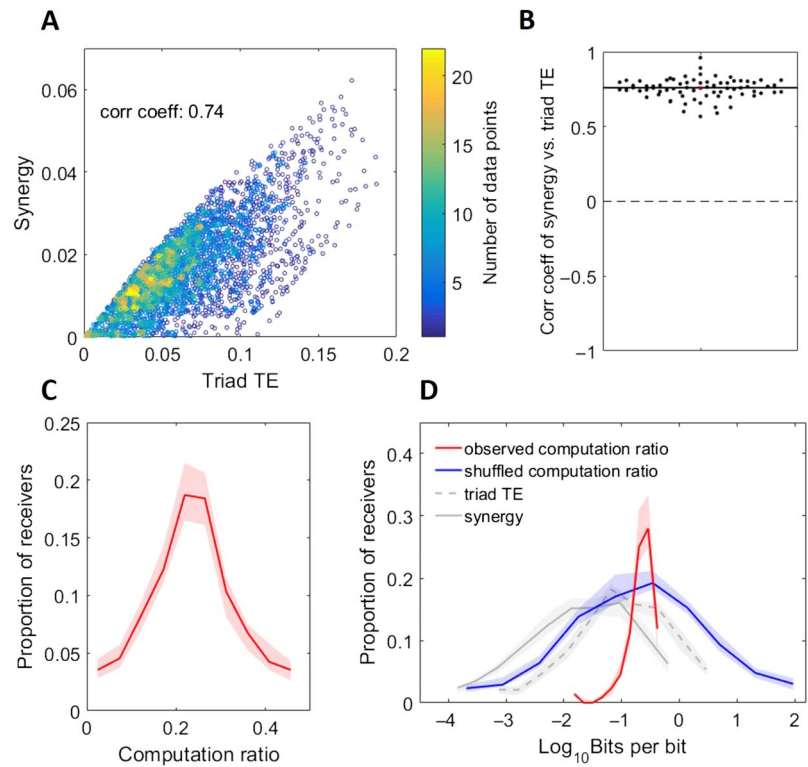 A
corr coeff: 0.74
Synergy
0.06
0.04
0.02
0
0
0.05
0.1
0.15
0.2
Triad TE
20
15
10
5
Number of data points
B
Corr coeff of synergy vs. triad TE
1
0.75
0
−0.5
−1
C
Proportion of receivers
0.25
0.2
0.15
0.1
0.05
0
0
0.2
0.4
Computation ratio
D
Proportion of receivers
0.4
0.3
0.2
0.1
0
observed computation ratio
shuffled computation ratio
triad TE
synergy
−4
−3
−2
−1
0
1
2
Log10Bits per bit